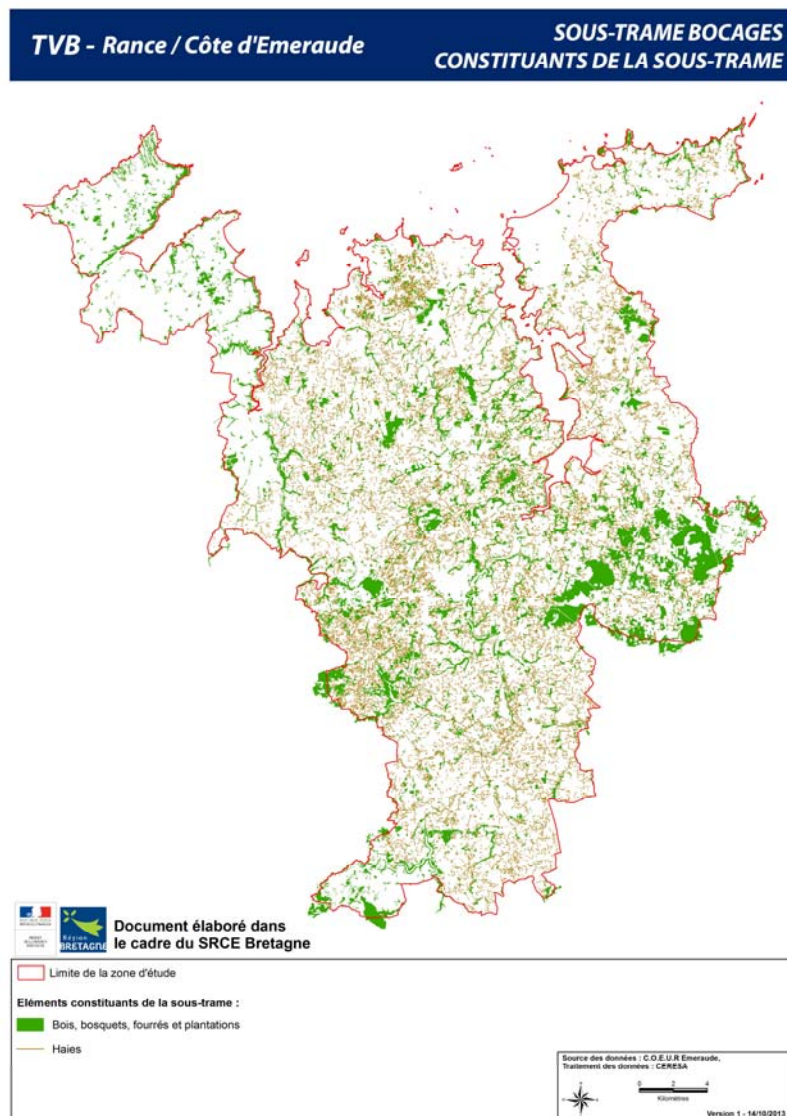 TVB - Rance / Côte d'Emeraude
SOUS-TRAME BOCAGES
CONSTITUANTS DE LA SOUS-TRAME
Région
BRETAGNE
Document élaboré dans
le cadre du SRCE Bretagne
Limite de la zone d'étude
Eléments constituants de la sous-trame :
Bois, bosquets, fourrés et plantations
Haies
Source des données : C.O.E.U.R Emeraude,
Traitement des données : CERESA
0 2 4
Kilomètres
Version 1 - 14/10/2013